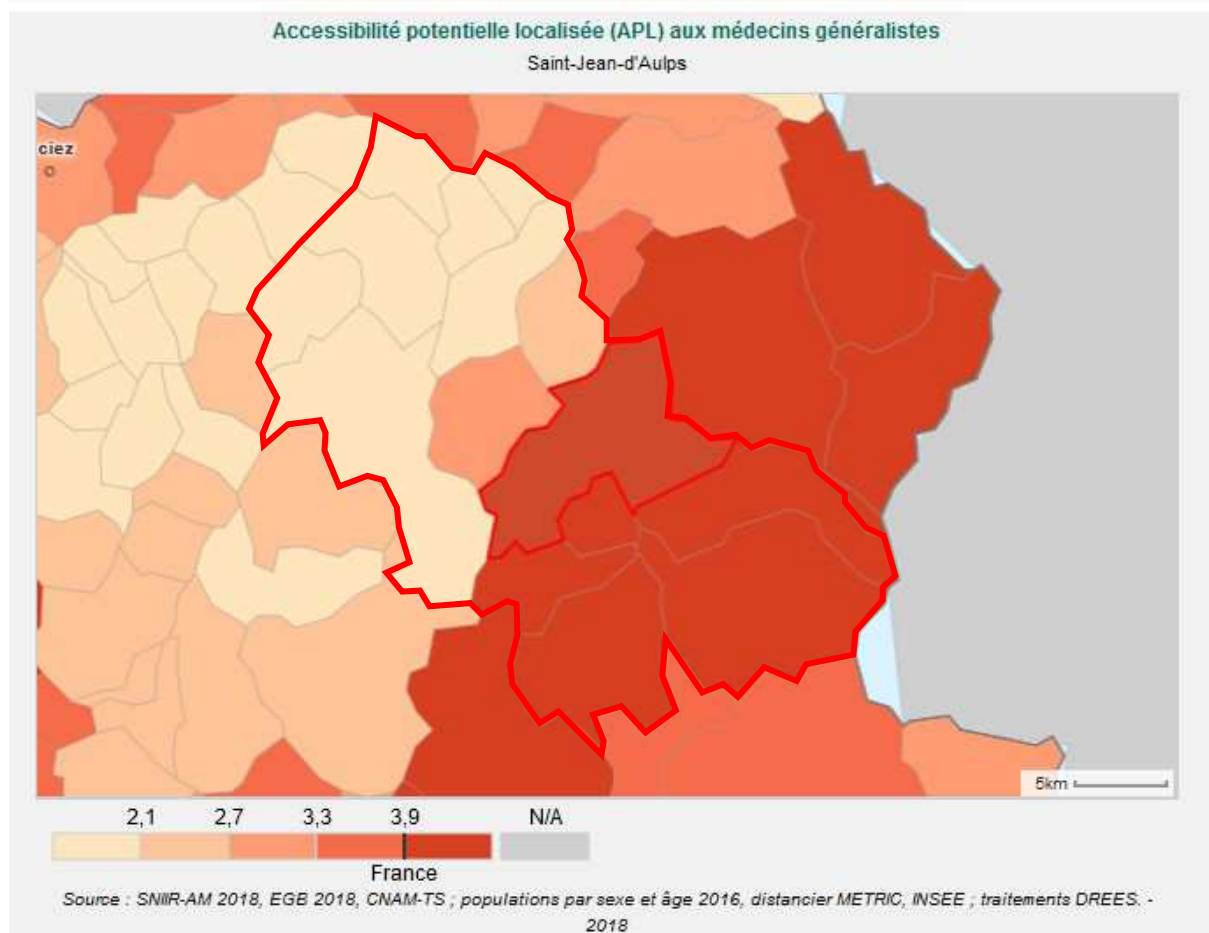 Accessibilité potentielle localisée (APL) aux médecins généralistes
Saint-Jean-d'Aulps
ciez
5km
2,1 2,7 3,3 3,9 N/A
France
Source : SNIIR-AM 2018, EGB 2018, CNAM-TS ; populations par sexe et âge 2016, distancier METRIC, INSEE ; traitements DREES. -
2018